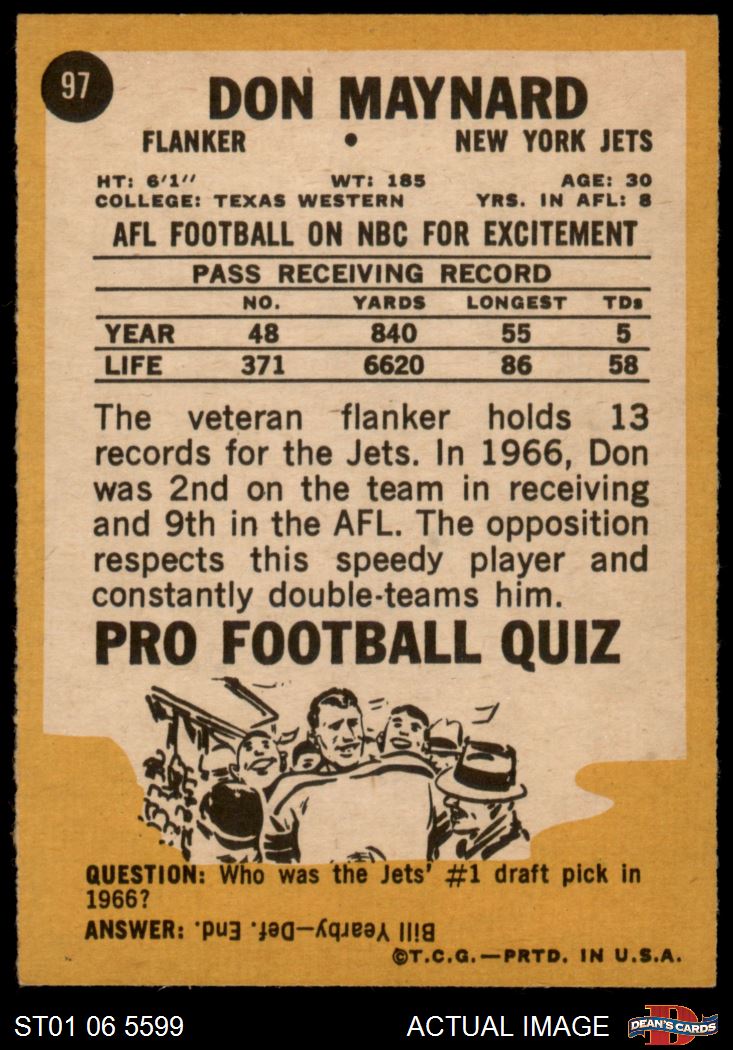 97
DON MAYNARD
FLANKER • NEW YORK JETS
HT: 6'1" WT: 185 AGE: 30
COLLEGE: TEXAS WESTERN YRS. IN AFL: 8
AFL FOOTBALL ON NBC FOR EXCITEMENT
PASS RECEIVING RECORD
NO. YARDS LONGEST TDs
YEAR 48 840 55 5
LIFE 371 6620 86 58
The veteran flanker holds 13
records for the Jets. In 1966, Don
was 2nd on the team in receiving
and 9th in the AFL. The opposition
respects this speedy player and
constantly double-teams him.
PRO FOOTBALL QUIZ
QUESTION: Who was the Jets' #1 draft pick in
1966?
ANSWER: Bill Yearby—Def. End.
©T.C.G.—PRTD. IN U.S.A.
ST01 06 5599 ACTUAL IMAGE DEAN'S CARDS